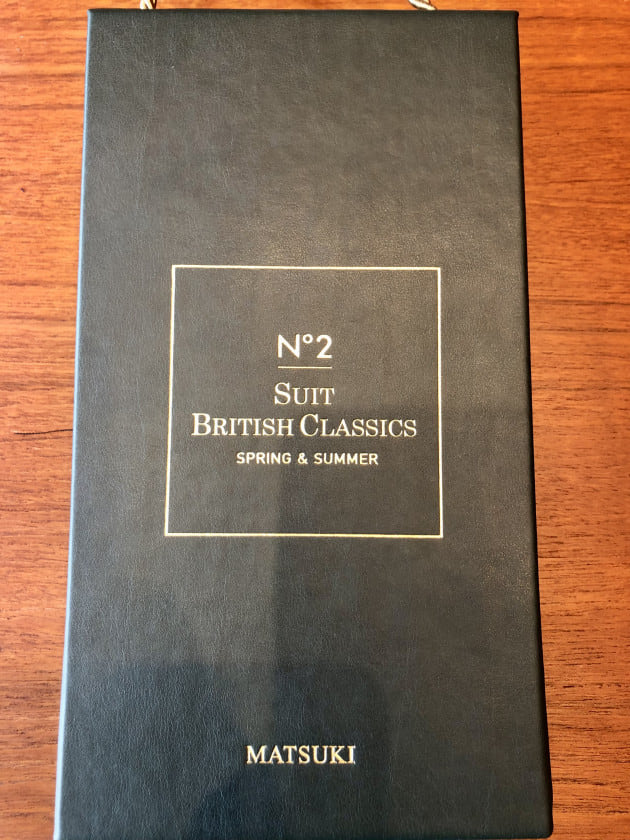 N°2
SUIT
BRITISH CLASSICS
SPRING & SUMMER
MATSUKI